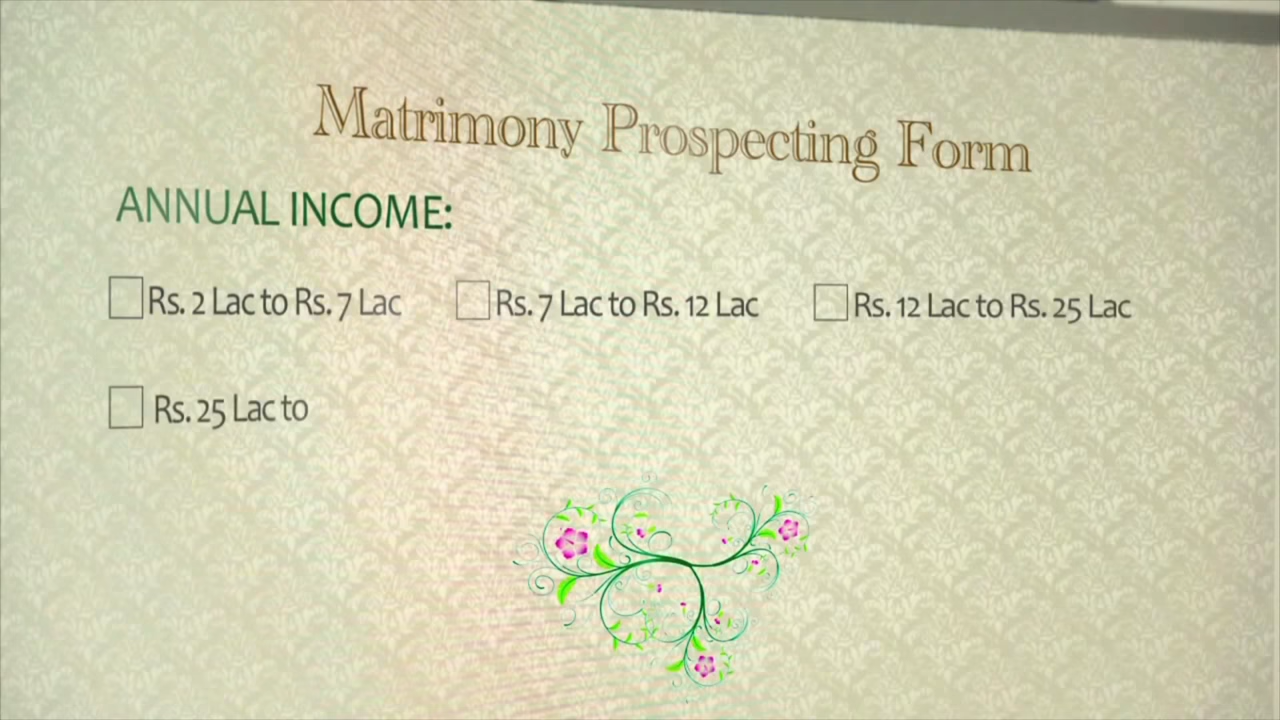 Matrimony Prospecting Form
ANNUAL INCOME:
Rs. 2 Lac to Rs. 7 Lac Rs. 7 Lac to Rs. 12 Lac Rs. 12 Lac to Rs. 25 Lac
Rs. 25 Lac to